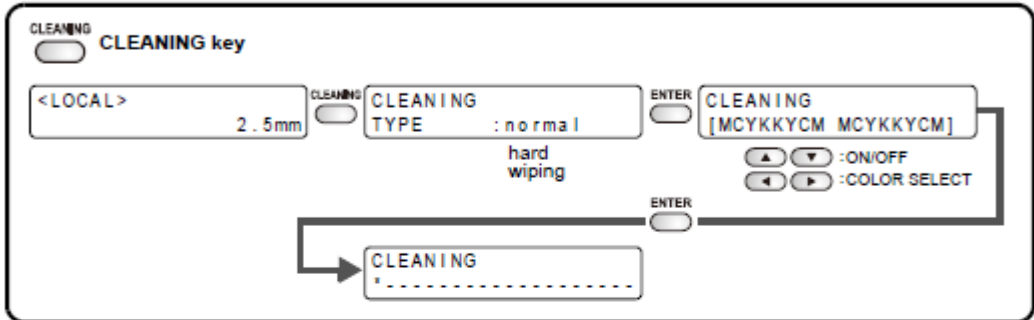 CLEANING
CLEANING key
<LOCAL>
2.5mm
CLEANING
CLEANING
TYPE :normal
hard
wiping
ENTER
CLEANING
[MCYKKYCM MCYKKYCM]
:ON/OFF
:COLOR SELECT
ENTER
CLEANING
*-------------------